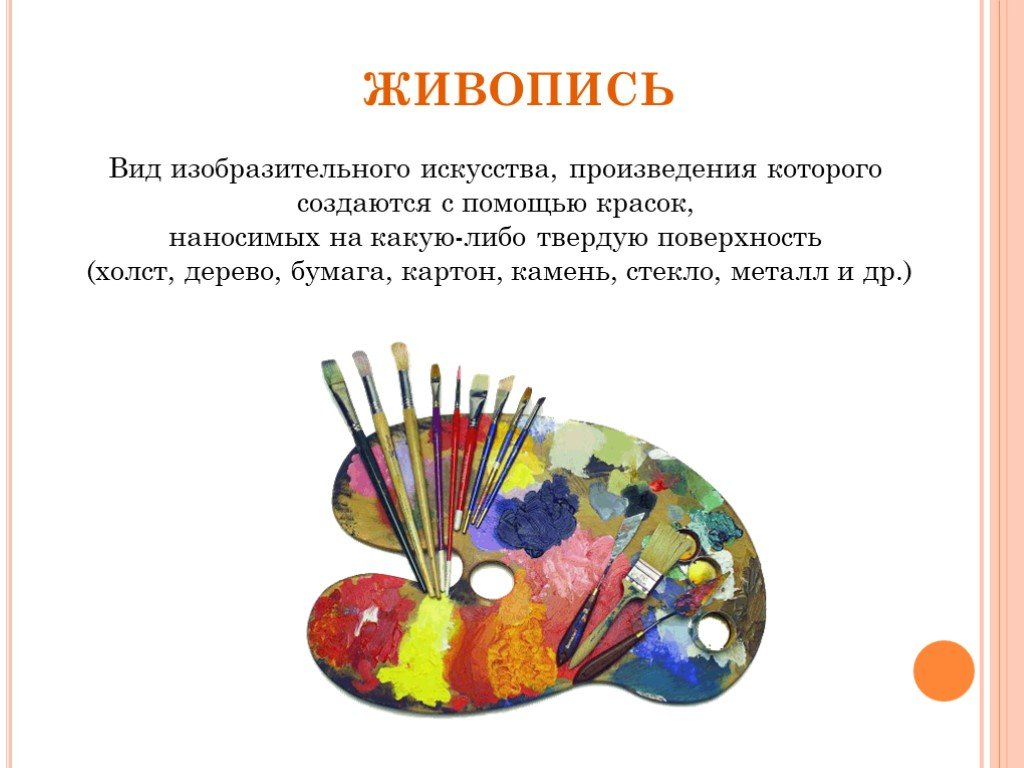 ЖИВОПИСЬ
Вид изобразительного искусства, произведения которого
создаются с помощью красок,
наносимых на какую-либо твердую поверхность
(холст, дерево, бумага, картон, камень, стекло, металл и др.)